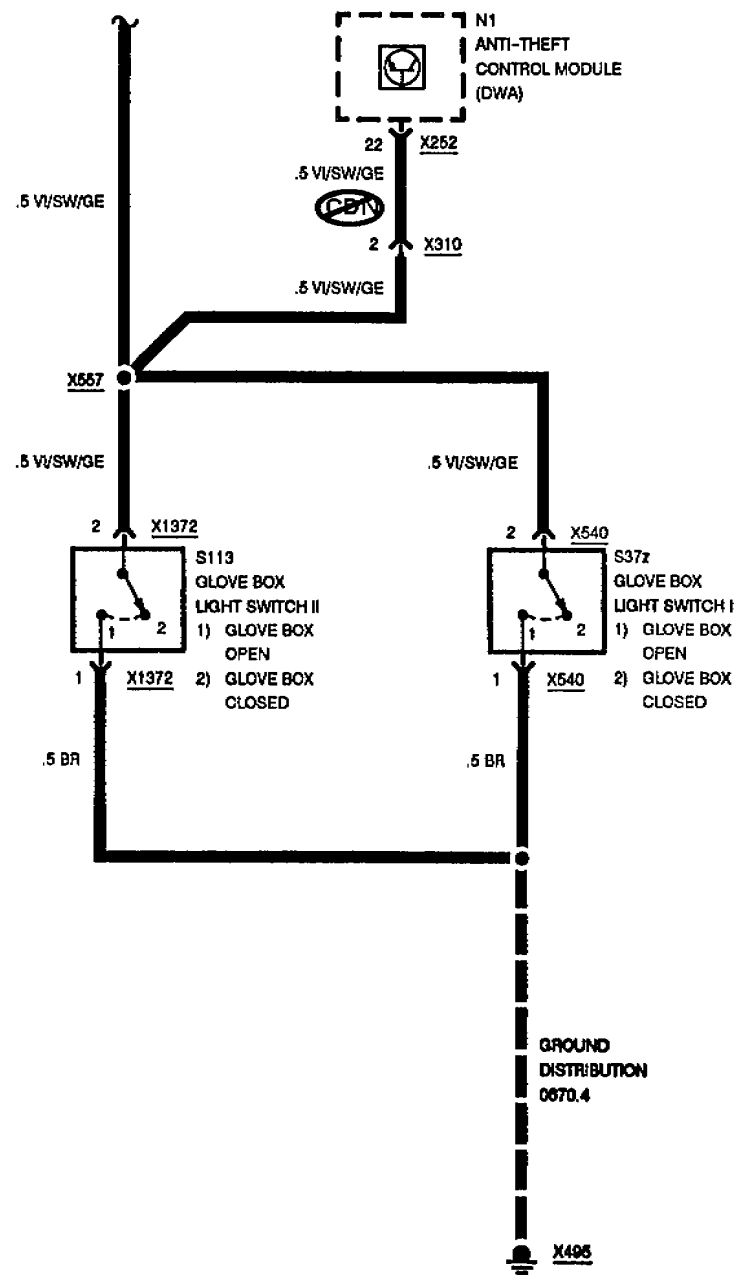 N1
ANTI-THEFT
CONTROL MODULE
(DWA)
22 X252
.5 VI/SW/GE
.5 VI/SW/GE
CDN
2 X310
.5 VI/SW/GE
X557
.5 VI/SW/GE
.5 VI/SW/GE
2 X1372
S113
GLOVE BOX
LIGHT SWITCH II
1) GLOVE BOX
OPEN
2) GLOVE BOX
CLOSED
1 2
1 X1372
2 X540
S37z
GLOVE BOX
LIGHT SWITCH I
1) GLOVE BOX
OPEN
2) GLOVE BOX
CLOSED
1 2
1 X540
.5 BR
.5 BR
GROUND
DISTRIBUTION
0670.4
X495